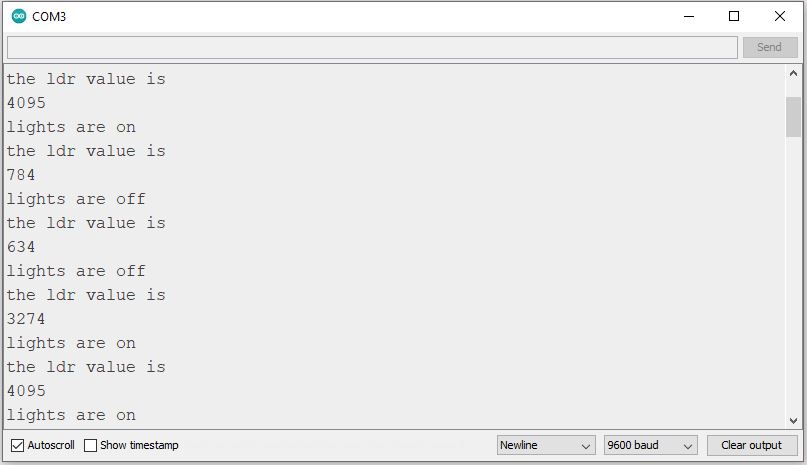 COM3
Send
the ldr value is
4095
lights are on
the ldr value is
784
lights are off
the ldr value is
634
lights are off
the ldr value is
3274
lights are on
the ldr value is
4095
lights are on
Autoscroll Show timestamp Newline 9600 baud Clear output